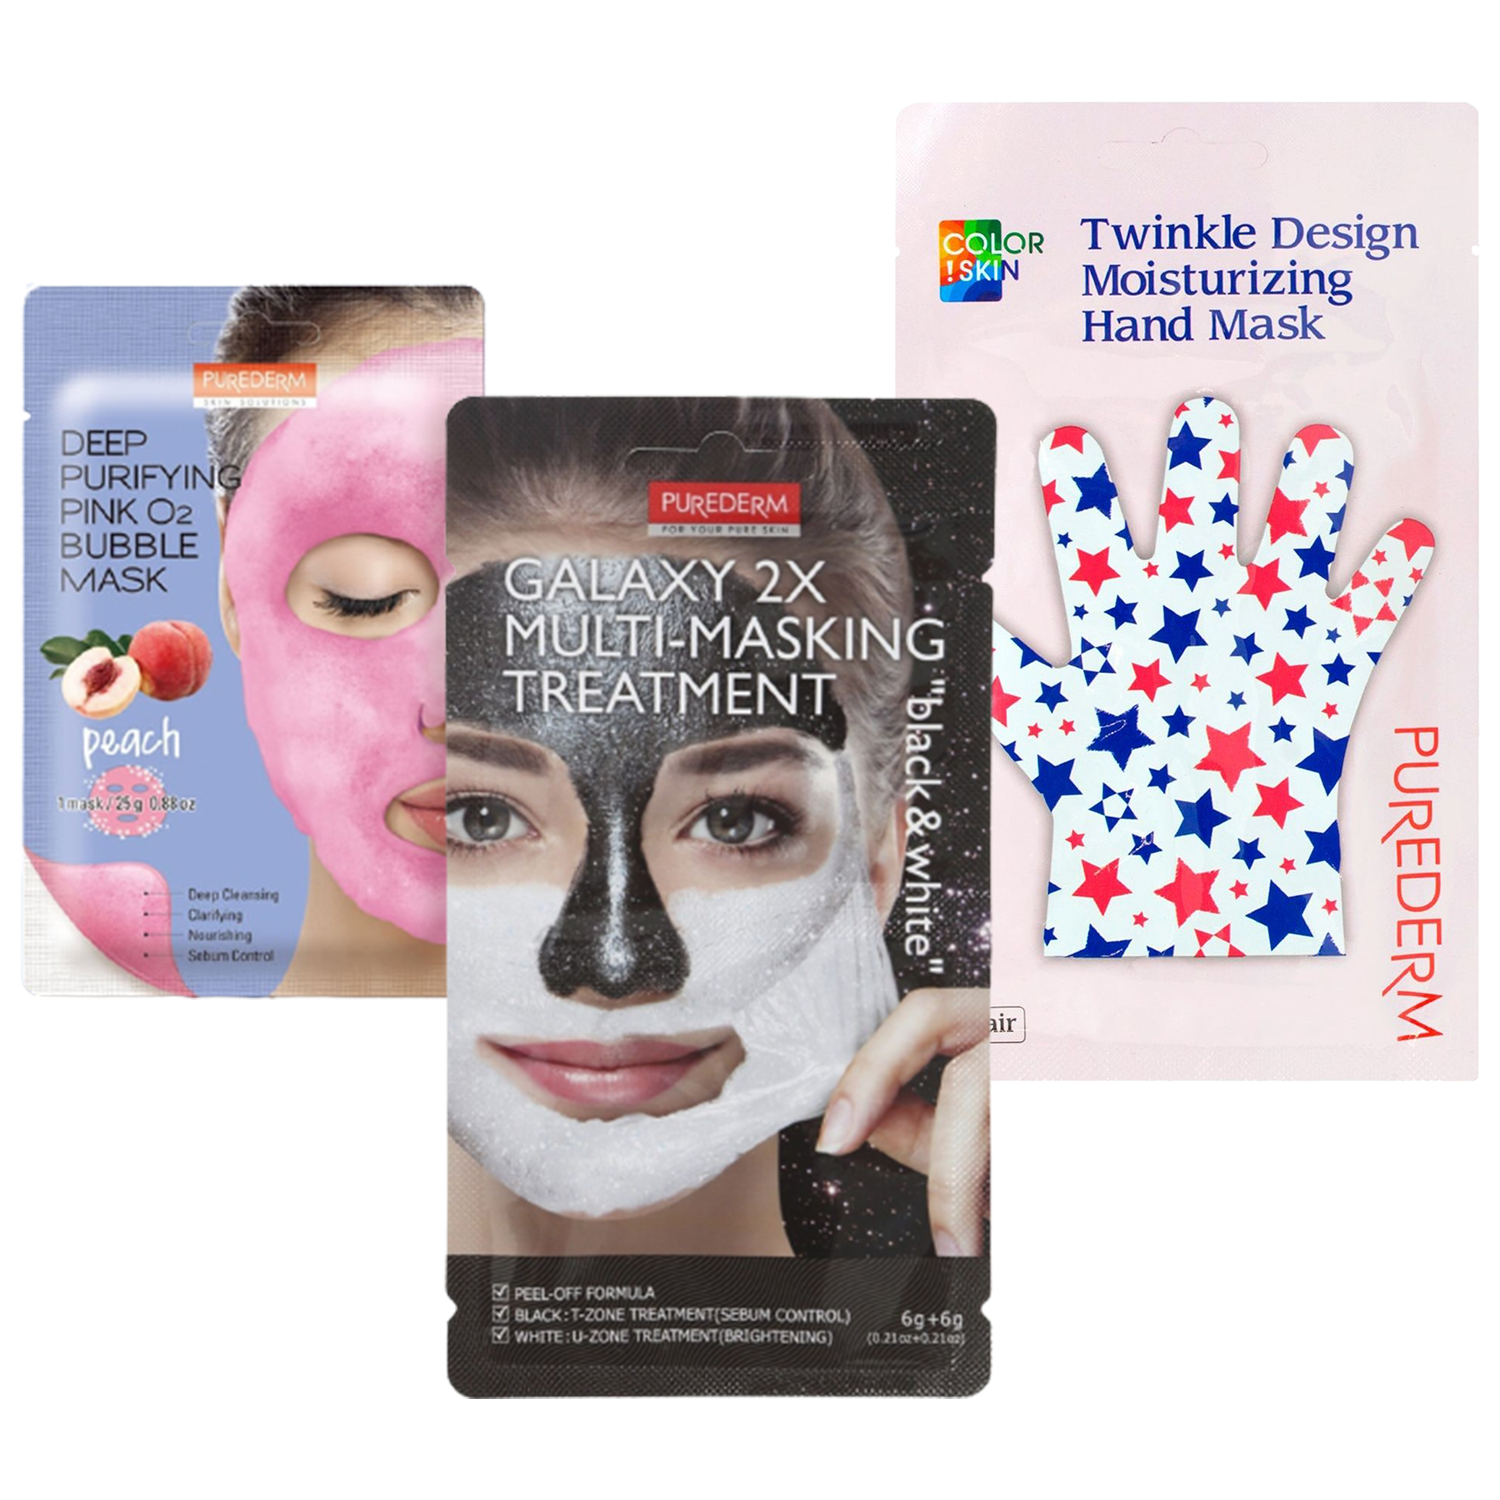 PUREDERM
SKIN SOLUTIONS
DEEP
PURIFYING
PINK O2
BUBBLE
MASK
peach
1 mask / 25 g 0.88 oz
Deep Cleansing
Clarifying
Nourishing
Sebum Control
PUREDERM
FOR YOUR PURE SKIN
GALAXY 2X
MULTI-MASKING
TREATMENT
"black & white"
☑ PEEL-OFF FORMULA
☑ BLACK : T-ZONE TREATMENT(SEBUM CONTROL)
☑ WHITE : U-ZONE TREATMENT(BRIGHTENING)
6g+6g
(0.21oz+0.21oz)
COLOR
!SKIN
Twinkle Design
Moisturizing
Hand Mask
PUREDERM
air